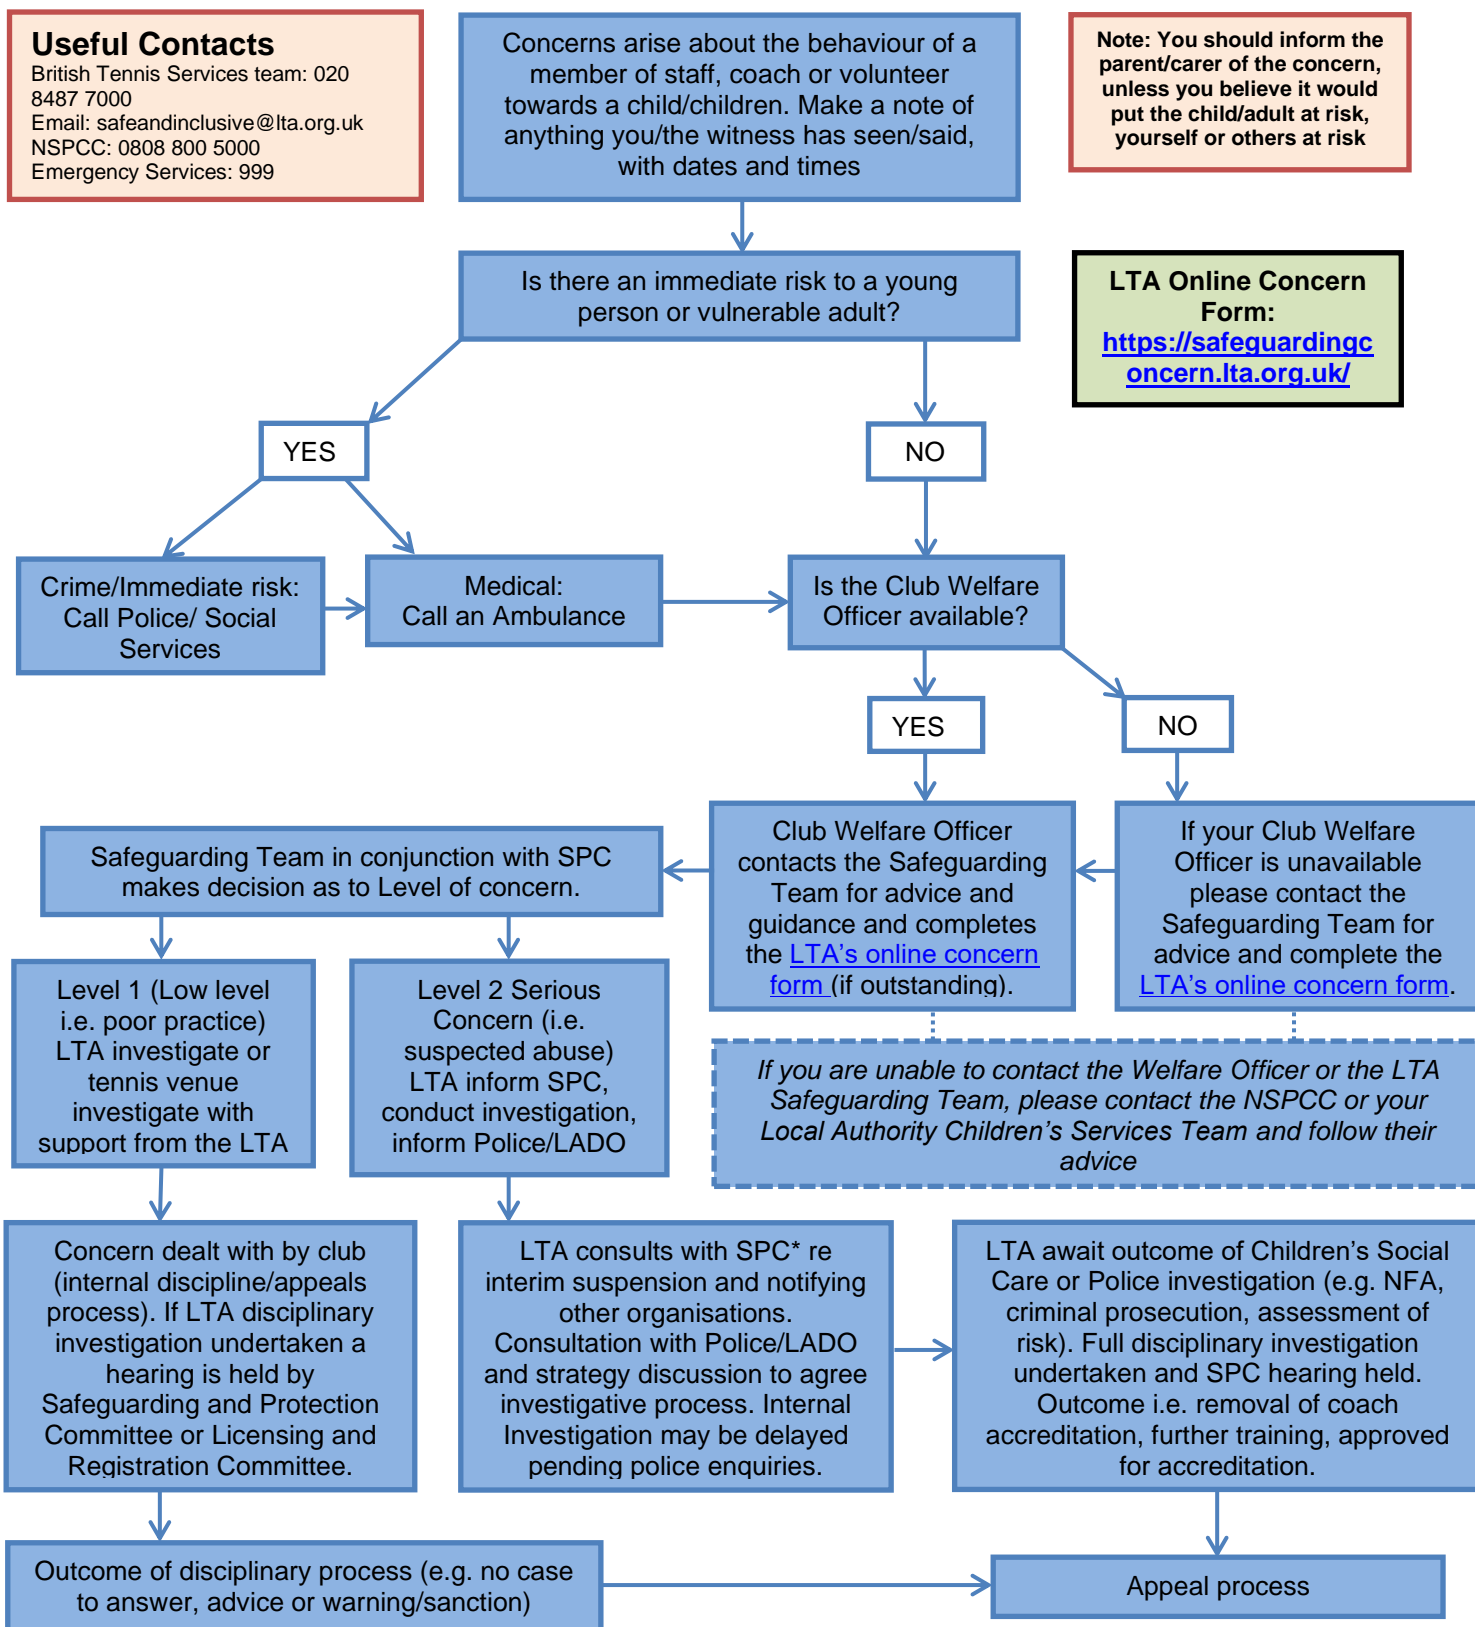 Useful Contacts
British Tennis Services team: 020
8487 7000
Email: safeandinclusive@lta.org.uk
NSPCC: 0808 800 5000
Emergency Services: 999
Concerns arise about the behaviour of a
member of staff, coach or volunteer
towards a child/children. Make a note of
anything you/the witness has seen/said,
with dates and times
Note: You should inform the
parent/carer of the concern,
unless you believe it would
put the child/adult at risk,
yourself or others at risk
Is there an immediate risk to a young
person or vulnerable adult?
LTA Online Concern
Form:
https://safeguardingc
oncern.lta.org.uk/
YES
NO
Crime/Immediate risk:
Call Police/ Social
Services
Medical:
Call an Ambulance
Is the Club Welfare
Officer available?
YES
NO
Safeguarding Team in conjunction with SPC
makes decision as to Level of concern.
Club Welfare Officer
contacts the Safeguarding
Team for advice and
guidance and completes
the LTA's online concern
form (if outstanding).
If your Club Welfare
Officer is unavailable
please contact the
Safeguarding Team for
advice and complete the
LTA's online concern form.
Level 1 (Low level
i.e. poor practice)
LTA investigate or
tennis venue
investigate with
support from the LTA
Level 2 Serious
Concern (i.e.
suspected abuse)
LTA inform SPC,
conduct investigation,
inform Police/LADO
If you are unable to contact the Welfare Officer or the LTA
Safeguarding Team, please contact the NSPCC or your
Local Authority Children's Services Team and follow their
advice
Concern dealt with by club
(internal discipline/appeals
process). If LTA disciplinary
investigation undertaken a
hearing is held by
Safeguarding and Protection
Committee or Licensing and
Registration Committee.
LTA consults with SPC* re
interim suspension and notifying
other organisations.
Consultation with Police/LADO
and strategy discussion to agree
investigative process. Internal
Investigation may be delayed
pending police enquiries.
LTA await outcome of Children's Social
Care or Police investigation (e.g. NFA,
criminal prosecution, assessment of
risk). Full disciplinary investigation
undertaken and SPC hearing held.
Outcome i.e. removal of coach
accreditation, further training, approved
for accreditation.
Outcome of disciplinary process (e.g. no case
to answer, advice or warning/sanction)
Appeal process